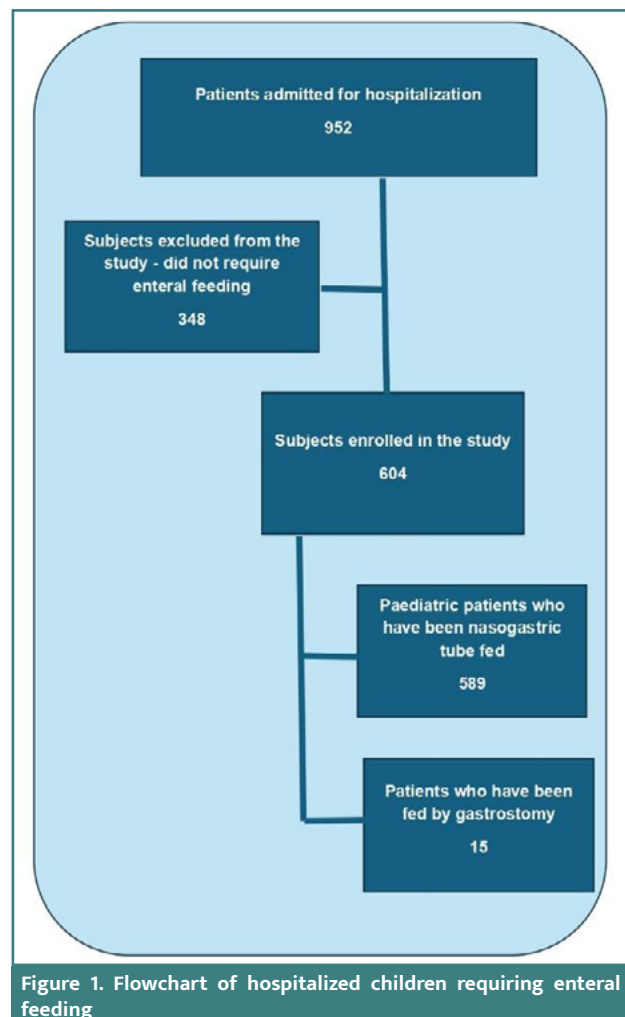 Patients admitted for hospitalization
952
Subjects excluded from the
study - did not require
enteral feeding
348
Subjects enrolled in the study
604
Paediatric patients who
have been nasogastric
tube fed
589
Patients who have been
fed by gastrostomy
15
Figure 1. Flowchart of hospitalized children requiring enteral
feeding